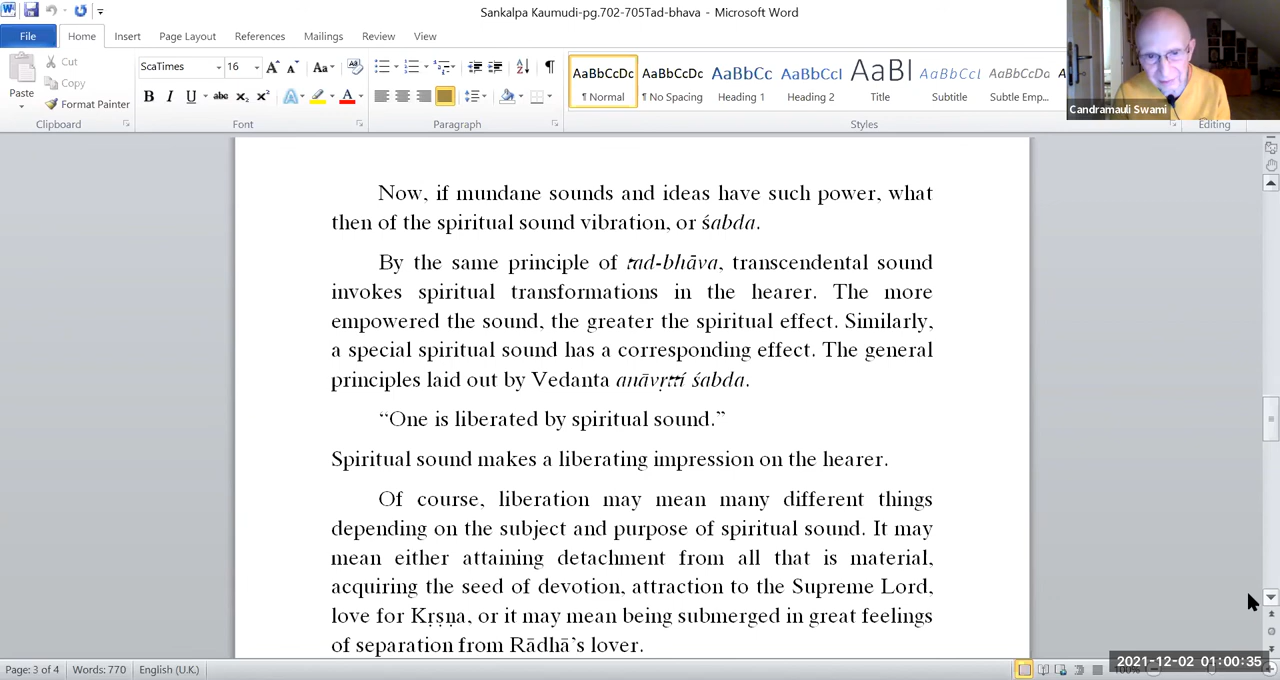 Sankalpa Kaumudi-pg.702-705Tad-bhava - Microsoft Word
File Home Insert Page Layout References Mailings Review View
Cut
Copy
Format Painter
Paste
ScaTimes 16
AaBbCcDc AaBbCcDc AaBbCc AaBbCcI AaBl AaBbCcL AaBbCcDc
¶ Normal ¶ No Spacing Heading 1 Heading 2 Title Subtitle Subtle Emp...
Clipboard Font Paragraph Styles Editing
Candramauli Swami
Now, if mundane sounds and ideas have such power, what
then of the spiritual sound vibration, or śabda.
By the same principle of tad-bhāva, transcendental sound
invokes spiritual transformations in the hearer. The more
empowered the sound, the greater the spiritual effect. Similarly,
a special spiritual sound has a corresponding effect. The general
principles laid out by Vedanta anāvṛtti śabda.
“One is liberated by spiritual sound.”
Spiritual sound makes a liberating impression on the hearer.
Of course, liberation may mean many different things
depending on the subject and purpose of spiritual sound. It may
mean either attaining detachment from all that is material,
acquiring the seed of devotion, attraction to the Supreme Lord,
love for Kṛṣṇa, or it may mean being submerged in great feelings
of separation from Rādhā’s lover.
Page: 3 of 4 Words: 770 English (U.K.)
2021-12-02 01:00:35